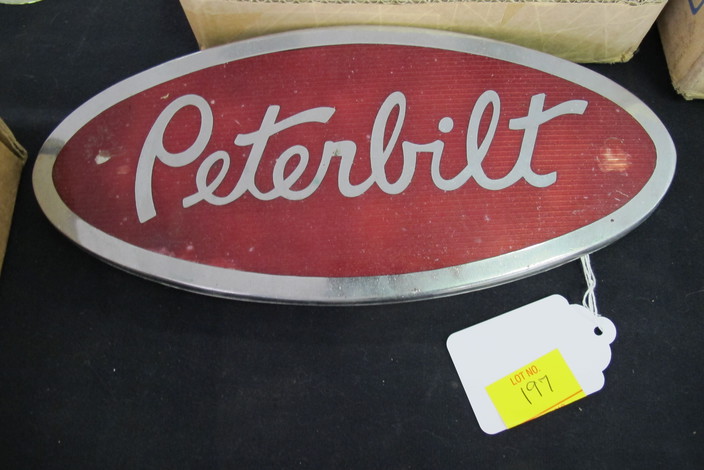 Peterbilt
LOT NO.
197